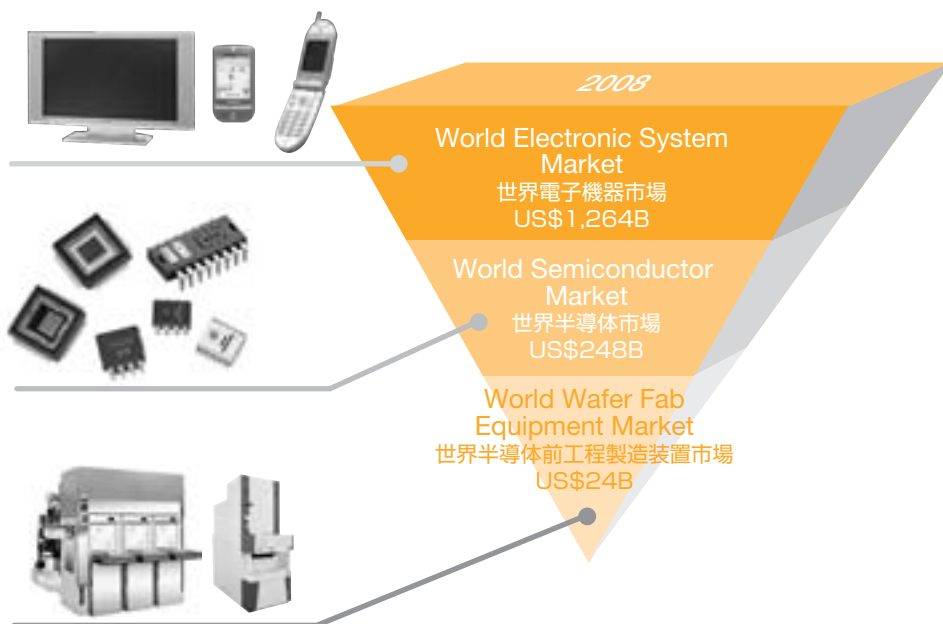 2008
World Electronic System
Market
世界電子機器市場
US$1,264B
World Semiconductor
Market
世界半導体市場
US$248B
World Wafer Fab
Equipment Market
世界半導体前工程製造装置市場
US$24B